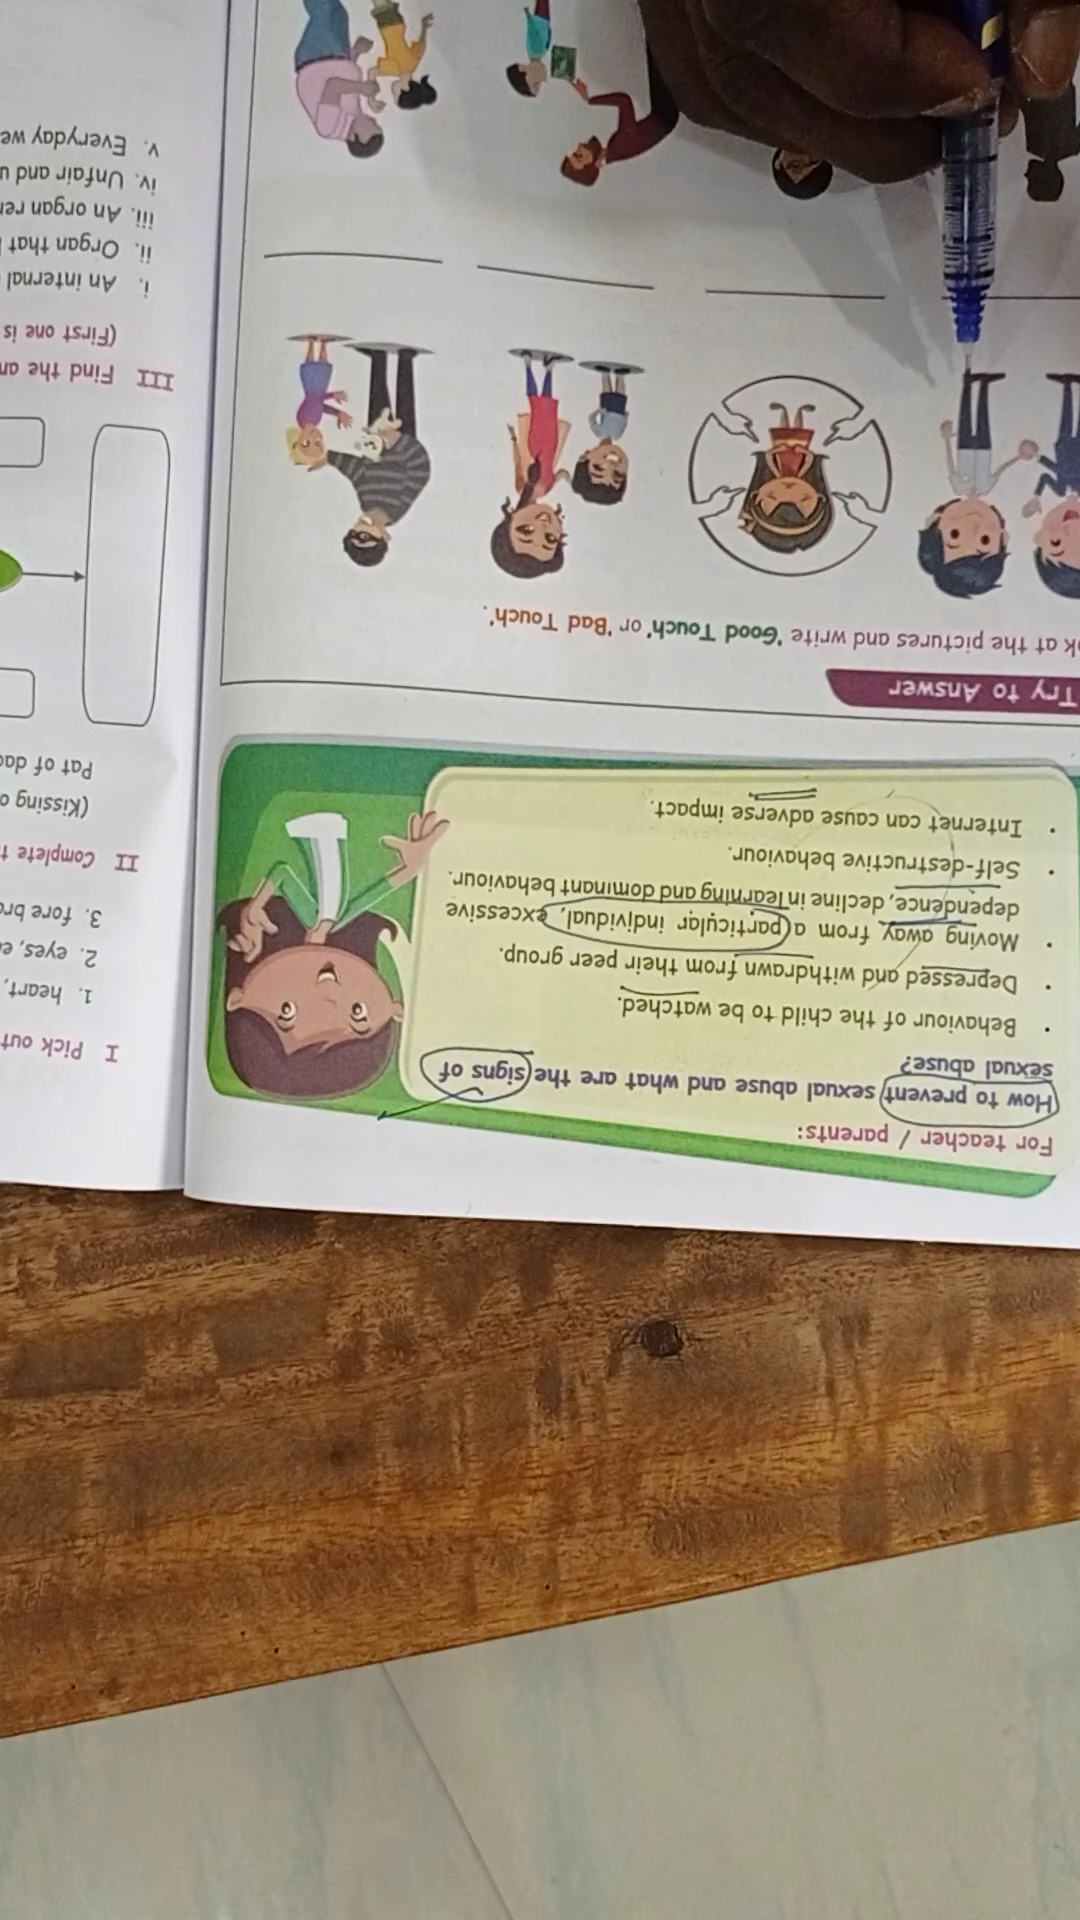 For teacher / parents:
How to prevent sexual abuse and what are the signs of
sexual abuse?
• Behaviour of the child to be watched.
• Depressed and withdrawn from their peer group.
• Moving away from a particular individual, excessive
dependence, decline in learning and dominant behaviour.
• Self-destructive behaviour.
• Internet can cause adverse impact.
Try to Answer
at the pictures and write 'Good Touch' or 'Bad Touch'.
I Pick out
1. heart,
2. eyes,
3. fore
II Complete
(Kissing
Pat of
III Find the
(First one is
i. An internal
ii. Organ that
iii. An organ
iv. Unfair and
v. Everyday